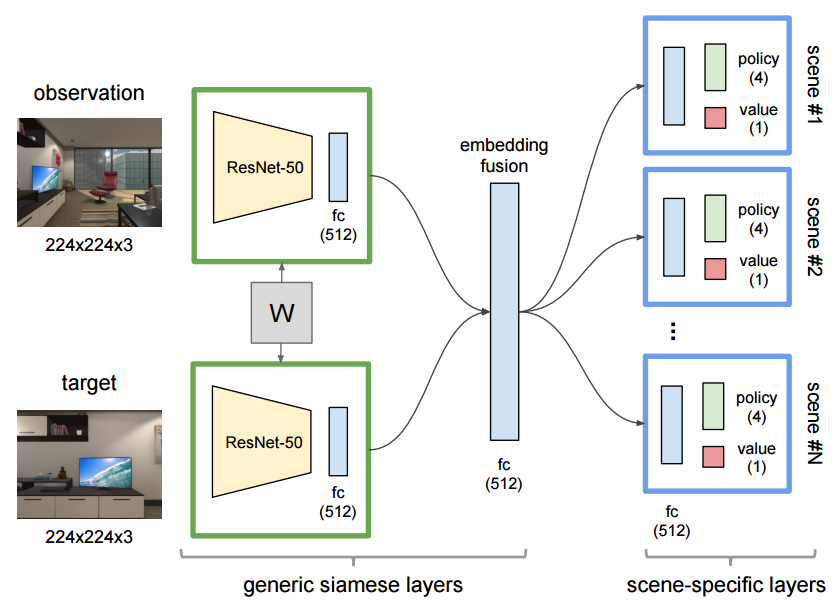 observation
224x224x3
ResNet-50
fc
(512)
W
target
224x224x3
ResNet-50
fc
(512)
generic siamese layers
embedding
fusion
fc
(512)
policy
(4)
value
(1)
scene #1
policy
(4)
value
(1)
scene #2
...
policy
(4)
value
(1)
scene #N
fc
(512)
scene-specific layers